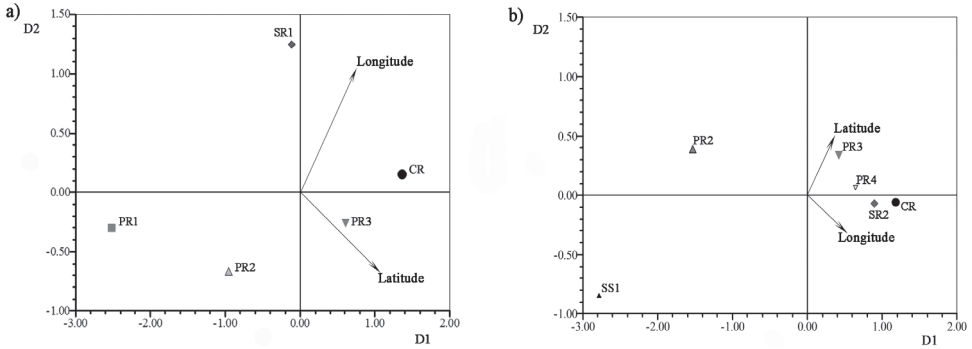 a)
1.50
D2
SR1
Longitude
1.00
0.50
CR
0.00
PR1
PR3
-0.50
PR2
Latitude
-1.00
-3.00 -2.00 -1.00 0.00 1.00 2.00
D1
b)
1.50
D2
1.00
0.50
Latitude
PR2
PR3
PR4
0.00
SR2 CR
Longitude
-0.50
SS1
-1.00
-3.00 -2.00 -1.00 0.00 1.00 2.00
D1